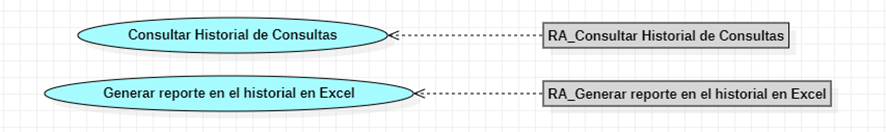 Consultar Historial de Consultas
RA_Consultar Historial de Consultas
Generar reporte en el historial en Excel
RA_Generar reporte en el historial en Excel